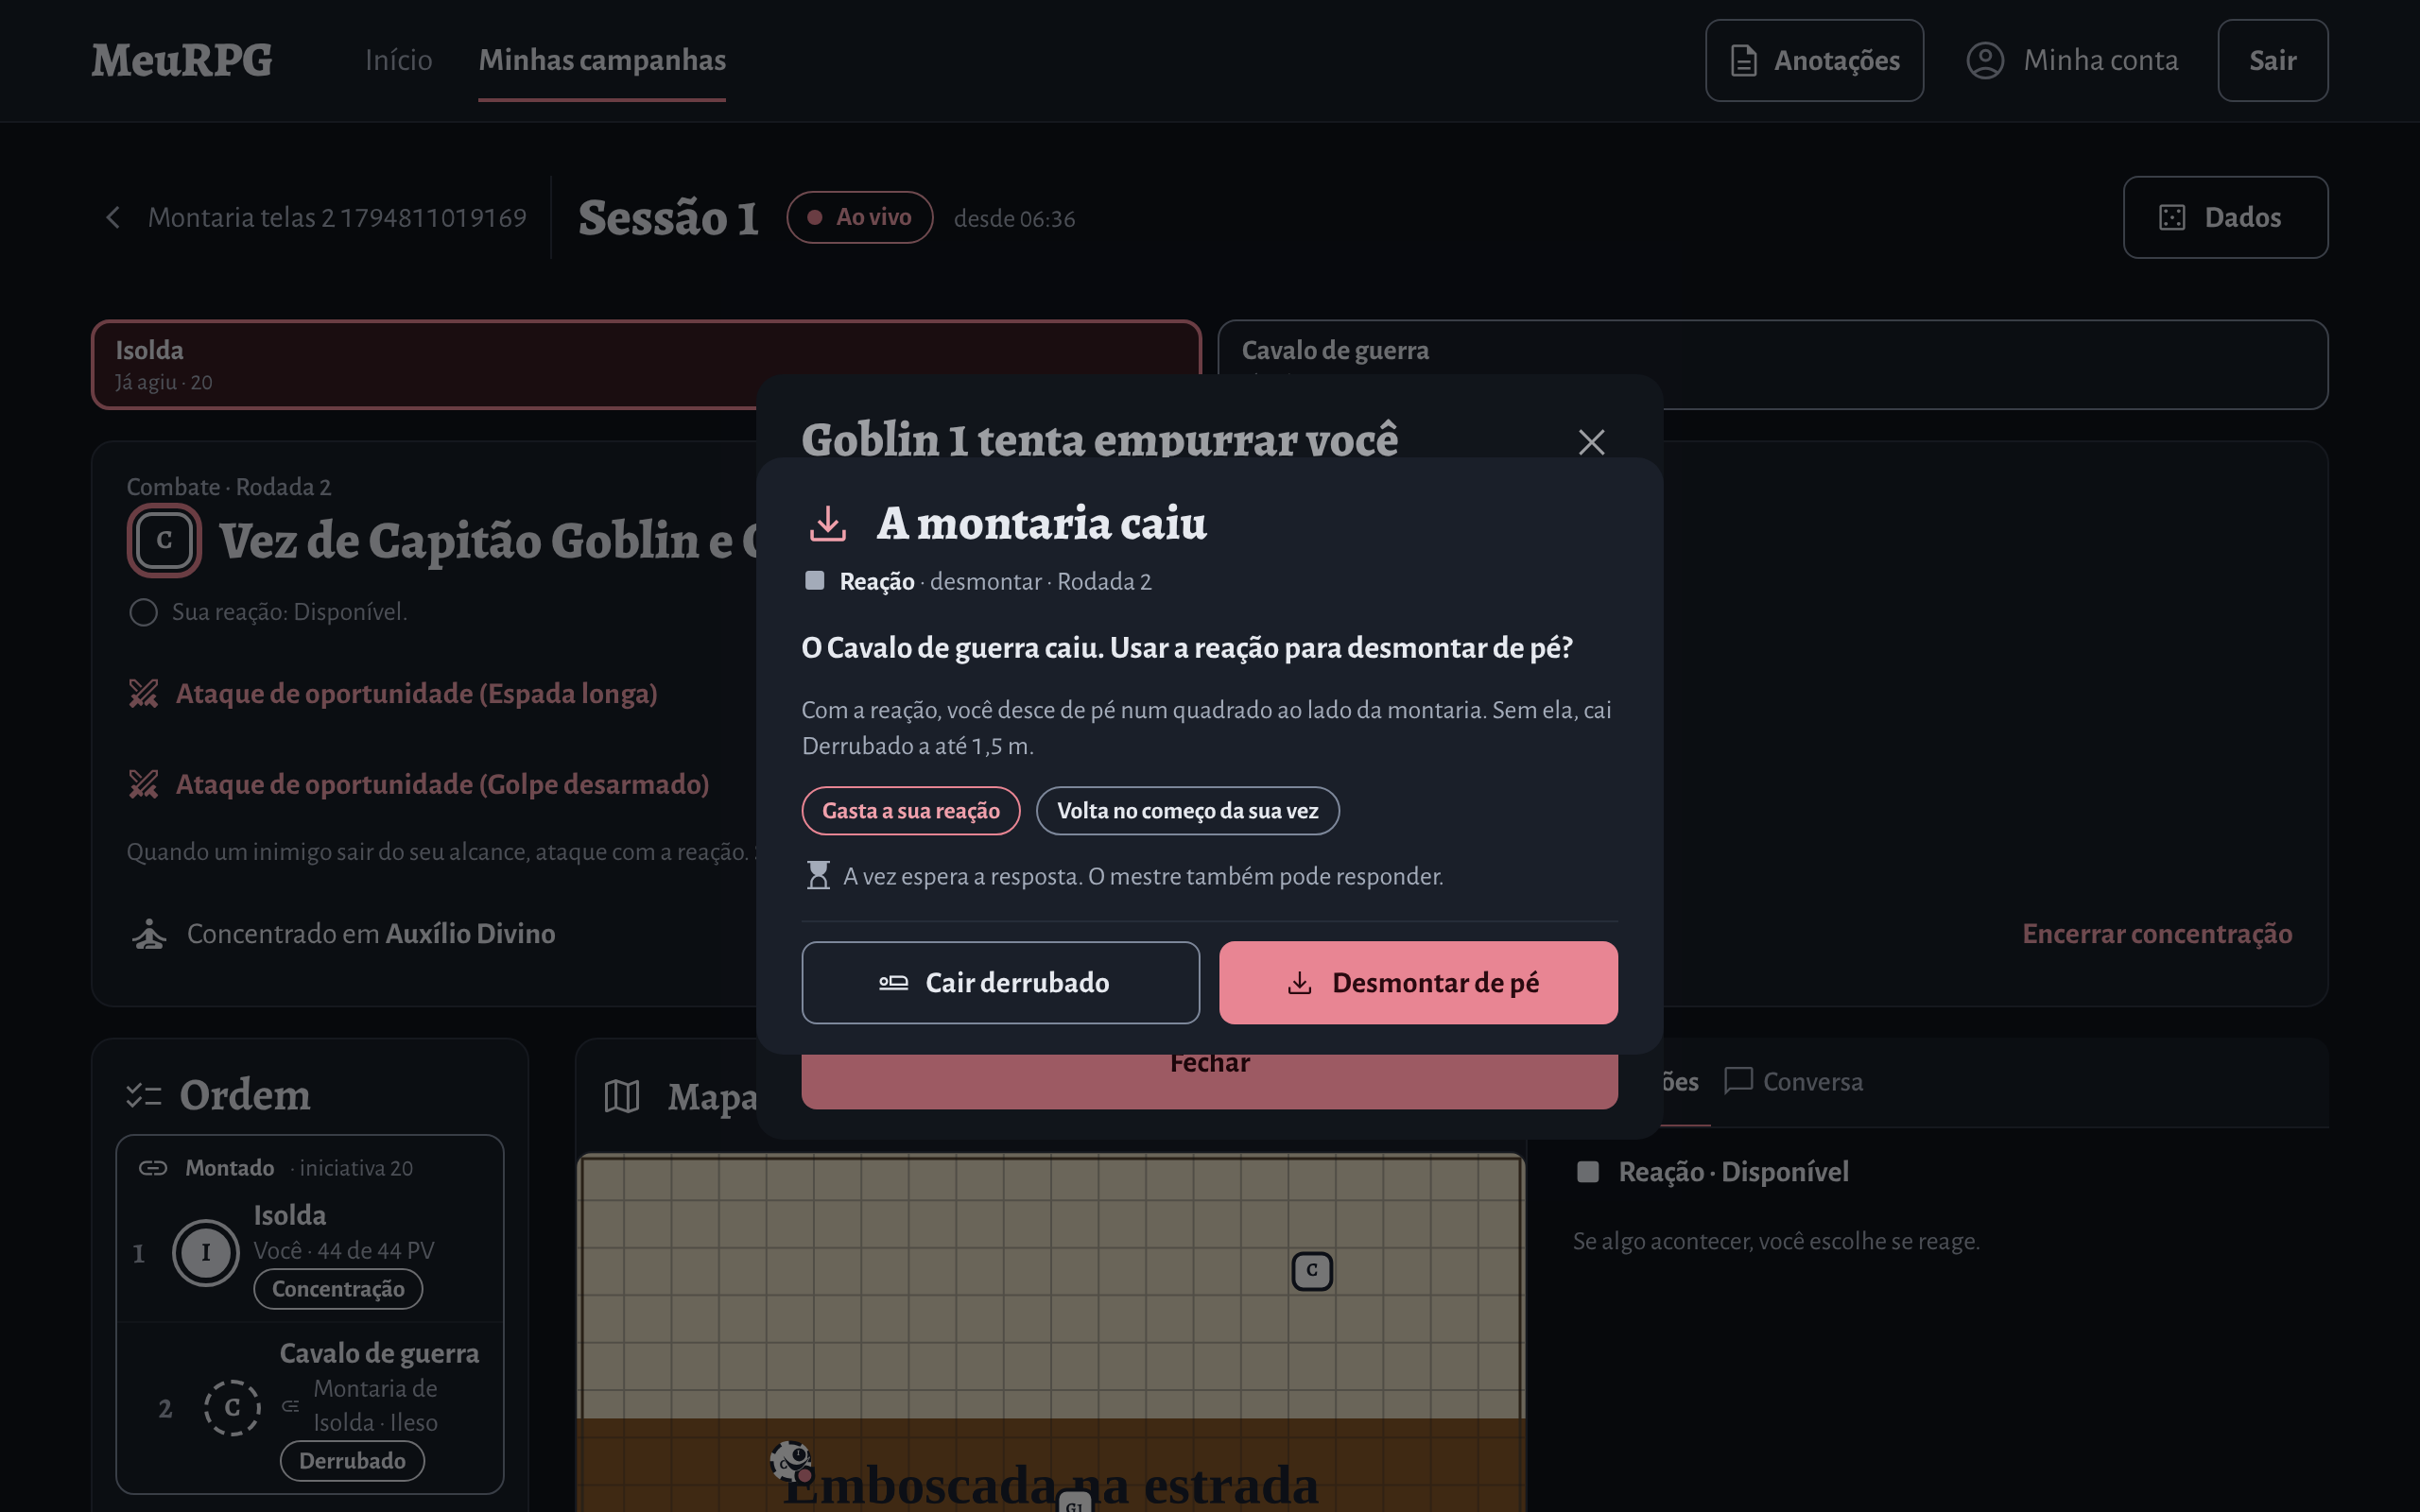 MeuRPG
Início
Minhas campanhas
Anotações
Minha conta
Sair
Montaria telas 2 1794811019169
Sessão 1
Ao vivo
desde 06:36
Dados
Isolda
Já agiu · 20
Cavalo de guerra
Combate · Rodada 2
C
Vez de Capitão Goblin e
Sua reação: Disponível.
Ataque de oportunidade (Espada longa)
Ataque de oportunidade (Golpe desarmado)
Quando um inimigo sair do seu alcance, ataque com a reação.
Concentrado em Auxílio Divino
Encerrar concentração
Goblin 1 tenta empurrar você
A montaria caiu
Reação · desmontar · Rodada 2
O Cavalo de guerra caiu. Usar a reação para desmontar de pé?
Com a reação, você desce de pé num quadrado ao lado da montaria. Sem ela, cai
Derrubado a até 1,5 m.
Gasta a sua reação
Volta no começo da sua vez
A vez espera a resposta. O mestre também pode responder.
Cair derrubado
Desmontar de pé
Fechar
Ordem
Montado · iniciativa 20
1
I
Isolda
Você · 44 de 44 PV
Concentração
2
C
Cavalo de guerra
Montaria de
Isolda · Ileso
Derrubado
Mapa
C
Emboscada na estrada
G1
ões
Conversa
Reação · Disponível
Se algo acontecer, você escolhe se reage.